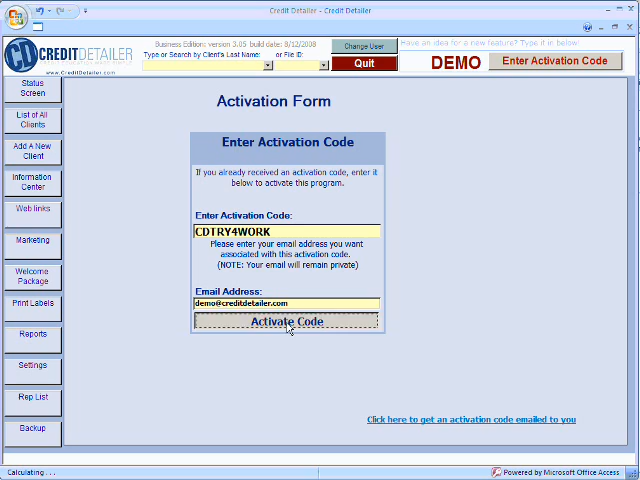 Credit Detailer - Credit Detailer
CD CREDITDETAILER
www.CreditDetailer.com
Business Edition: version 3.05 build date: 8/12/2008
Type or Search by Client's Last Name: or File ID:
Change User
Quit
Have an idea for a new feature? Type it in below!
DEMO
Enter Activation Code
Status Screen
List of All Clients
Add A New Client
Information Center
Web links
Marketing
Welcome Package
Print Labels
Reports
Settings
Rep List
Backup
Activation Form
Enter Activation Code
If you already received an activation code, enter it
below to activate this program.
Enter Activation Code:
CDTRY4WORK
Please enter your email address you want
associated with this activation code.
(NOTE: Your email will remain private)
Email Address:
demo@creditdetailer.com
Activate Code
Click here to get an activation code emailed to you
Calculating . . .
Powered by Microsoft Office Access